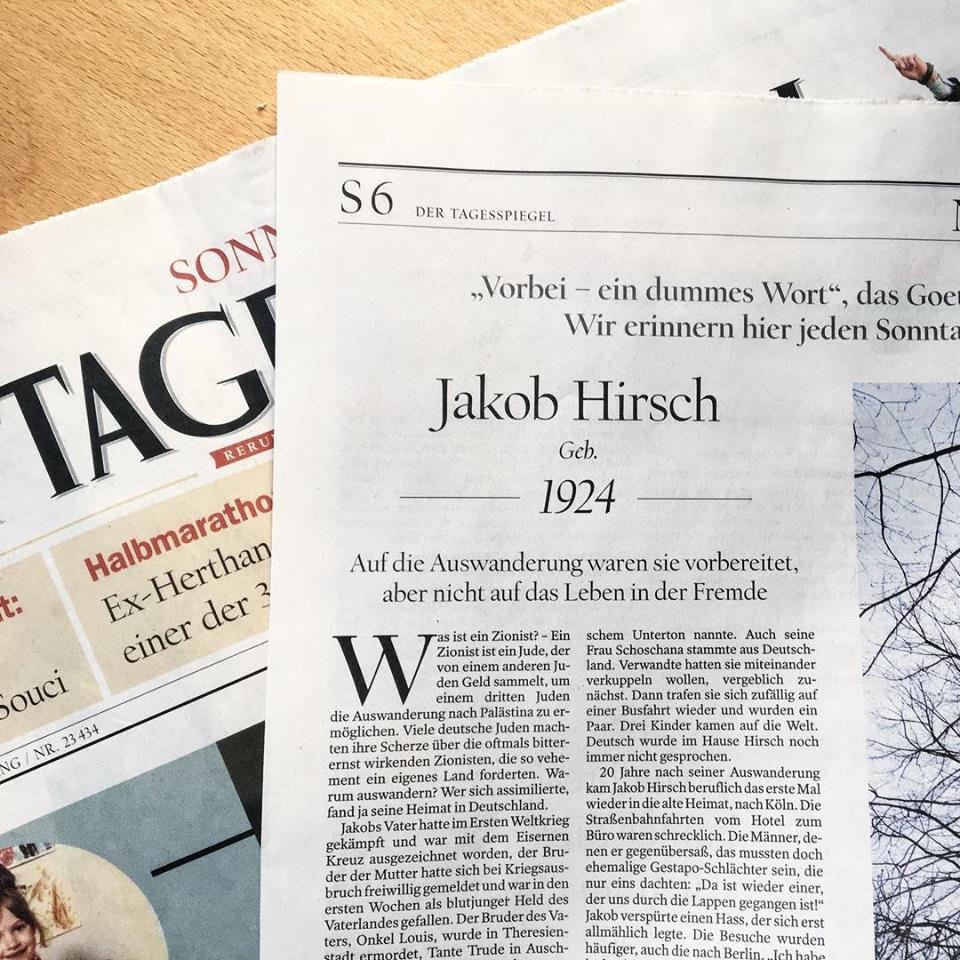 SONN
TAGE
RERU
Halbmaratho
Ex-Herthan
einer der 3
t:
Souci
NG / NR. 23 434
S 6 DER TAGESSPIEGEL
„Vorbei – ein dummes Wort“, das Goet
Wir erinnern hier jeden Sonnta
Jakob Hirsch
Geb.
1924
Auf die Auswanderung waren sie vorbereitet,
aber nicht auf das Leben in der Fremde
Was ist ein Zionist? – Ein
Zionist ist ein Jude, der
von einem anderen Ju-
den Geld sammelt, um
einem dritten Juden
die Auswanderung nach Palästina zu er-
möglichen. Viele deutsche Juden mach-
ten ihre Scherze über die oftmals bitter-
ernst wirkenden Zionisten, die so vehe-
ment ein eigenes Land forderten. Wa-
rum auswandern? Wer sich assimilierte,
fand ja seine Heimat in Deutschland.
Jakobs Vater hatte im Ersten Weltkrieg
gekämpft und war mit dem Eisernen
Kreuz ausgezeichnet worden, der Bru-
der der Mutter hatte sich bei Kriegsaus-
bruch freiwillig gemeldet und war in den
ersten Wochen als blutjunger Held des
Vaterlandes gefallen. Der Bruder des Va-
ters, Onkel Louis, wurde in Theresien-
stadt ermordet, Tante Trude in Ausch-
schem Unterton nannte. Auch seine
Frau Schoschana stammte aus Deutsch-
land. Verwandte hatten sie miteinander
verkuppeln wollen, vergeblich zu-
nächst. Dann trafen sie sich zufällig auf
einer Busfahrt wieder und wurden ein
Paar. Drei Kinder kamen auf die Welt.
Deutsch wurde im Hause Hirsch noch
immer nicht gesprochen.
20 Jahre nach seiner Auswanderung
kam Jakob Hirsch beruflich das erste Mal
wieder in die alte Heimat, nach Köln. Die
Straßenbahnfahrten vom Hotel zum
Büro waren schrecklich. Die Männer, de-
nen er gegenübersaß, das mussten doch
ehemalige Gestapo-Schlächter sein, die
nur eins dachten: „Da ist wieder einer,
der uns durch die Lappen gegangen ist!“
Jakob verspürte einen Hass, der sich erst
allmählich legte. Die Besuche wurden
häufiger, auch die nach Berlin. „Ich habe